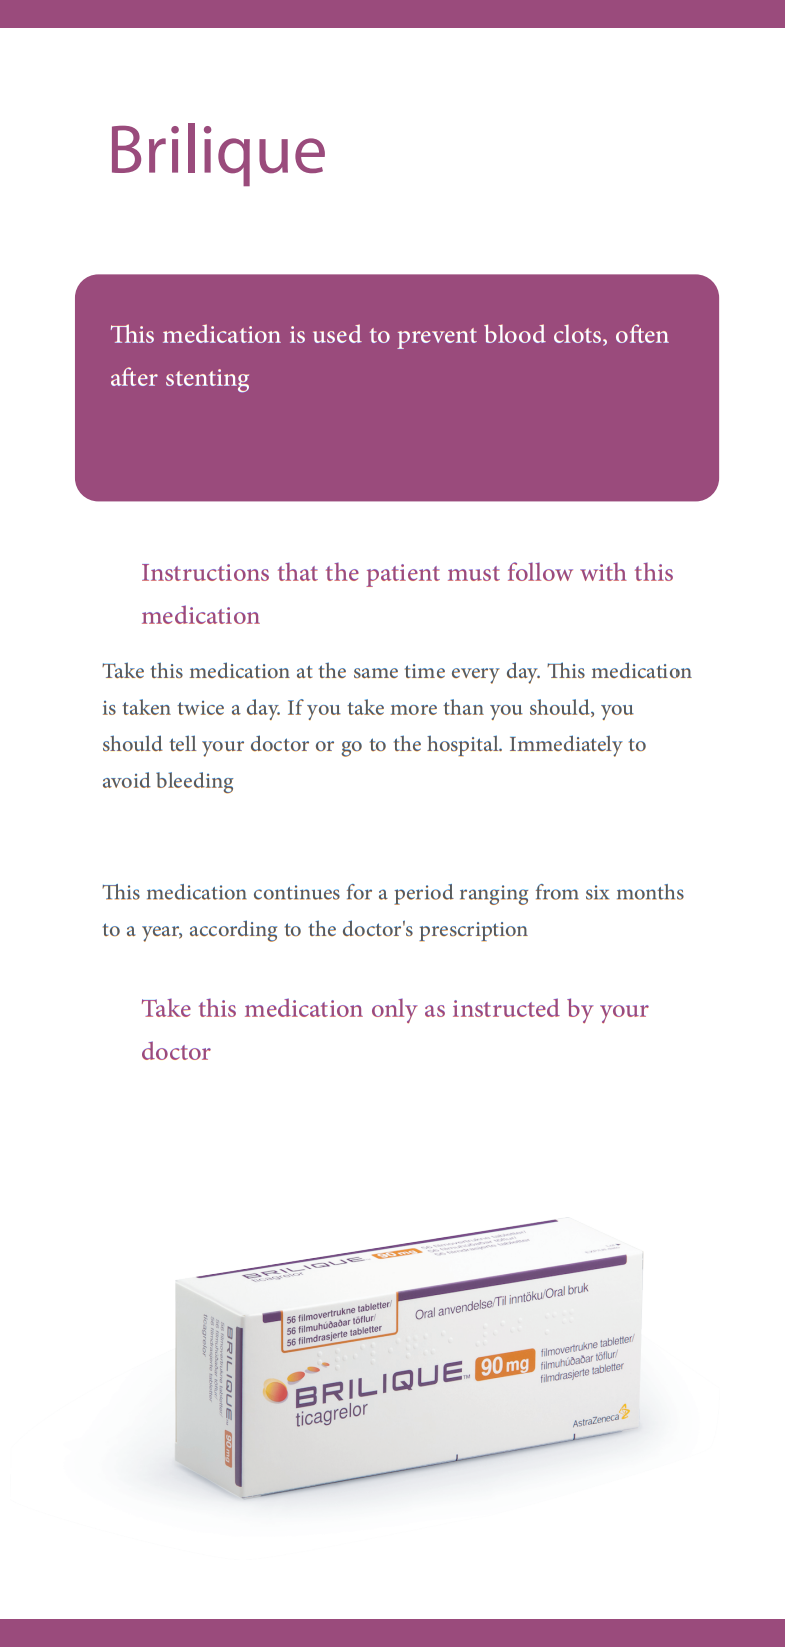 Brilique
This medication is used to prevent blood clots, often
after stenting
Instructions that the patient must follow with this
medication
Take this medication at the same time every day. This medication
is taken twice a day. If you take more than you should, you
should tell your doctor or go to the hospital. Immediately to
avoid bleeding
This medication continues for a period ranging from six months
to a year, according to the doctor's prescription
Take this medication only as instructed by your
doctor
BRILIQUE 90 mg
ticagrelor
56 filmovertrukne tabletter/
56 filmuhúðaðar töflur/
56 filmdrasjerte tabletter
Oral anvendelse/Til inntöku/Oral bruk
BRILIQUE™ 90 mg
ticagrelor
filmovertrukne tabletter/
filmuhúðaðar töflur/
filmdrasjerte tabletter
AstraZeneca
BRILIQUE 90 mg
ticagrelor